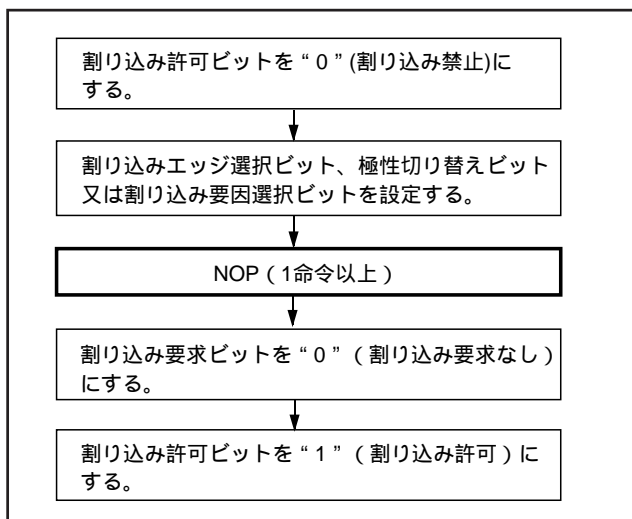 割り込み許可ビットを“0”(割り込み禁止)に
する。
割り込みエッジ選択ビット、極性切り替えビット
又は割り込み要因選択ビットを設定する。
NOP(1命令以上)
割り込み要求ビットを“0”(割り込み要求なし)
にする。
割り込み許可ビットを“1”(割り込み許可)に
する。